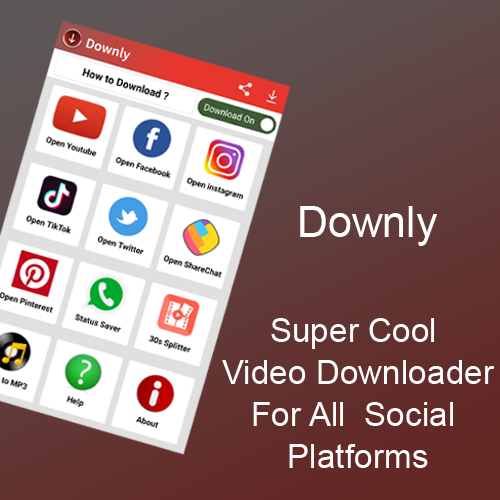 Downly
How to Download ?
Download On
Open Youtube
Open Facebook
Open instagram
Open TikTok
Open Twitter
Open ShareChat
Open Pinterest
Status Saver
30s Splitter
to MP3
Help
About
Downly
Super Cool
Video Downloader
For All Social
Platforms